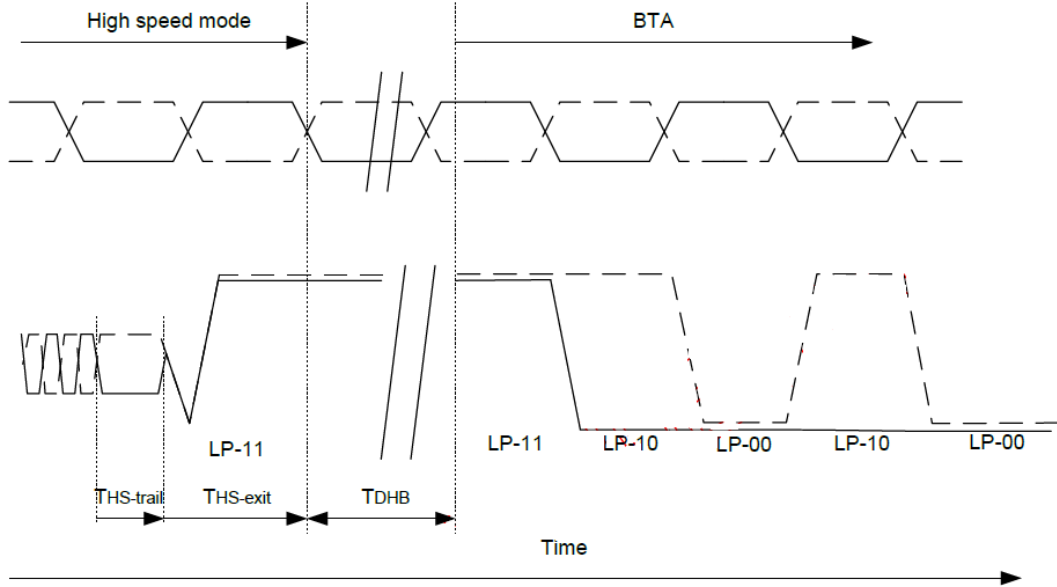 High speed mode
BTA
LP-11
LP-11
LP-10
LP-00
LP-10
LP-00
THS-trail
THS-exit
TDHB
Time